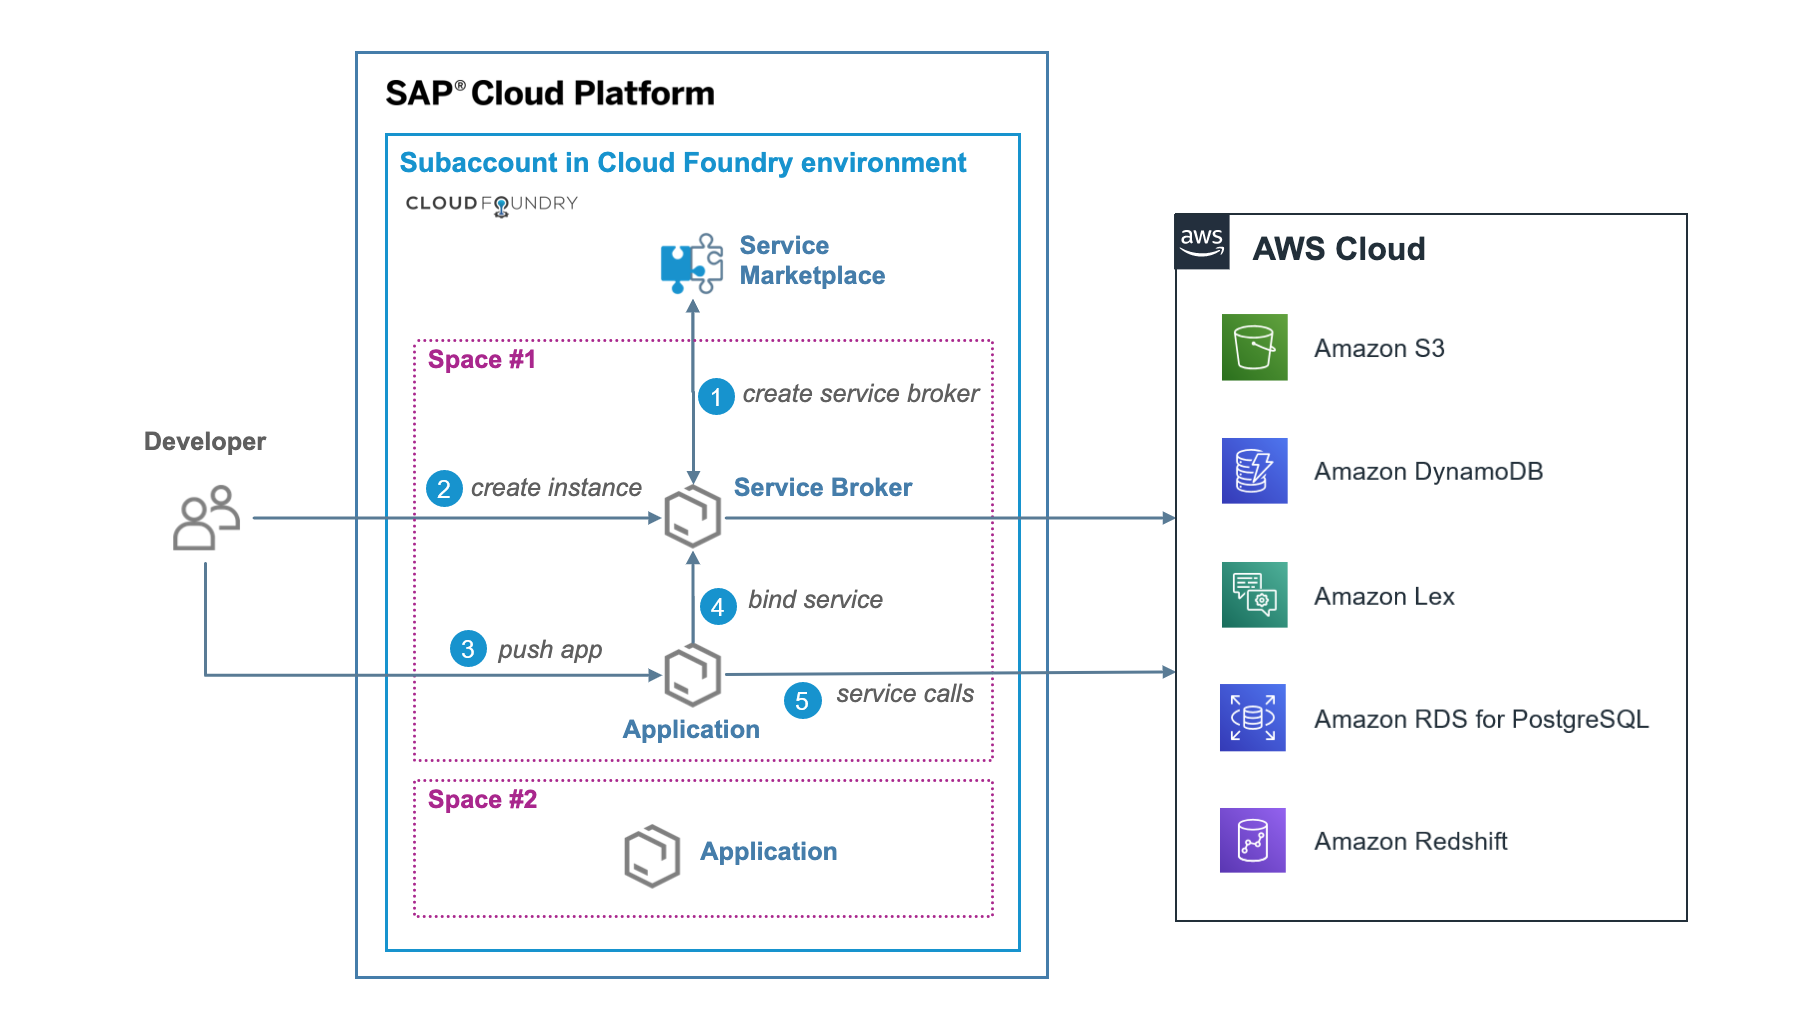 SAP® Cloud Platform
Subaccount in Cloud Foundry environment
CLOUD FOUNDRY
Service
Marketplace
Space #1
1 create service broker
Developer
2 create instance
Service Broker
4 bind service
3 push app
5 service calls
Application
Space #2
Application
aws
AWS Cloud
Amazon S3
Amazon DynamoDB
Amazon Lex
Amazon RDS for PostgreSQL
Amazon Redshift